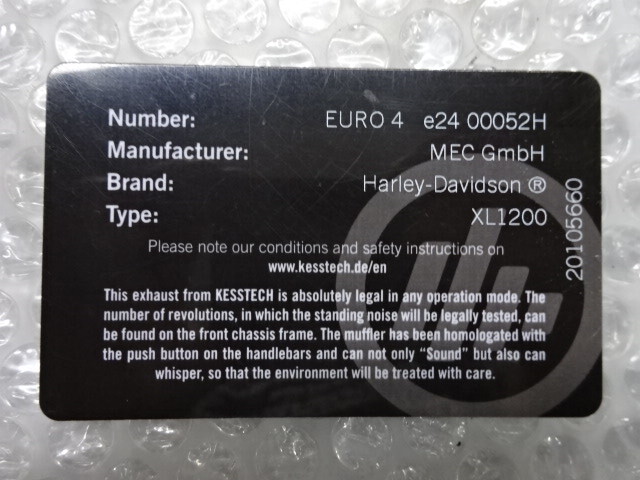 Number: EURO 4 e24 00052H
Manufacturer: MEC GmbH
Brand: Harley-Davidson ®
Type: XL1200
20105660
Please note our conditions and safety instructions on
www.kesstech.de/en
This exhaust from KESSTECH is absolutely legal in any operation mode. The
number of revolutions, in which the standing noise will be legally tested, can
be found on the front chassis frame. The muffler has been homologated with
the push button on the handlebars and can not only "Sound" but also can
whisper, so that the environment will be treated with care.